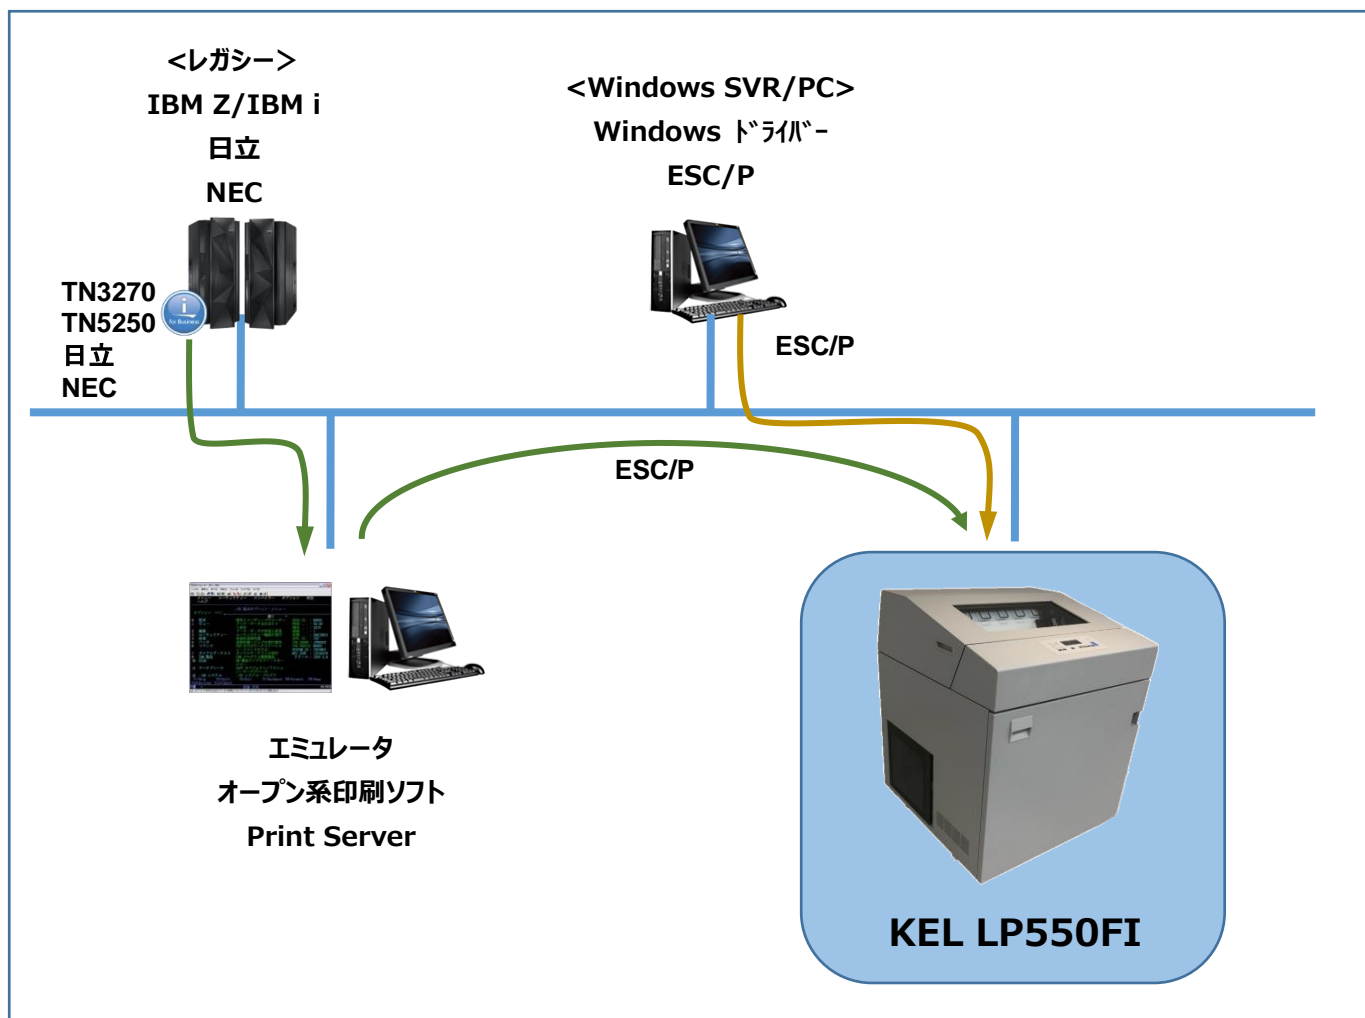 <レガシー＞
IBM Z/IBM i
日立
NEC
<Windows SVR/PC>
Windows ﾄﾞﾗｲﾊﾞｰ
ESC/P
TN3270
TN5250
日立
NEC
i
for Business
ESC/P
ESC/P
エミュレータ
オープン系印刷ソフト
Print Server
KEL LP550FI